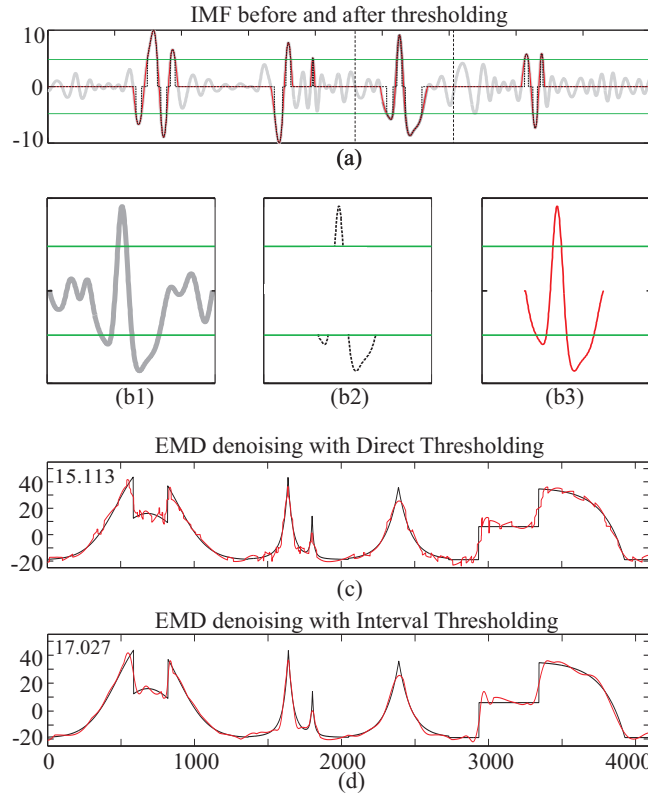 IMF before and after thresholding
10
0
-10
(a)
(b1) (b2) (b3)
EMD denoising with Direct Thresholding
15.113
40
20
0
-20
(c)
EMD denoising with Interval Thresholding
17.027
40
20
0
-20
0 1000 2000 3000 4000
(d)